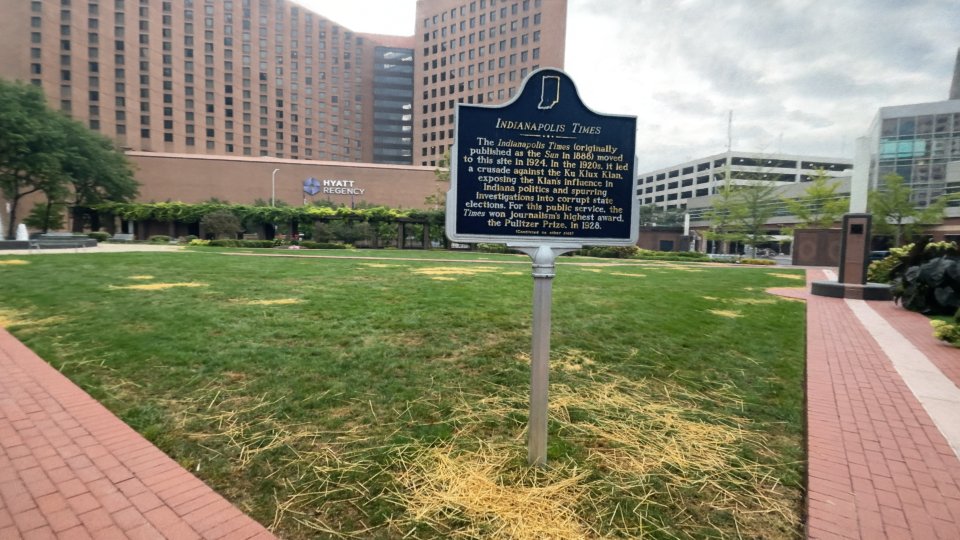 HYATT
REGENCY
INDIANAPOLIS TIMES
The Indianapolis Times (originally
published as the Sun in 1888) moved
to this site in 1924. In the 1920s, it led
a crusade against the Ku Klux Klan,
exposing the Klan's influence in
Indiana politics and spurring
investigations into corrupt state
elections. For this public service, the
Times won journalism's highest award,
the Pulitzer Prize, in 1928.
(Continued on other side)